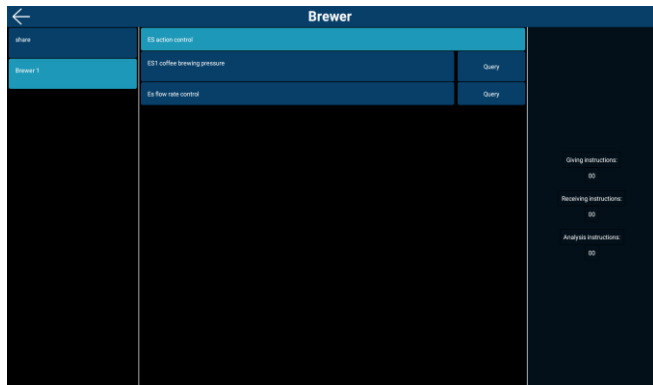 Brewer
share
Brewer 1
ES action control
ES1 coffee brewing pressure
Query
Es flow rate control
Query
Giving instructions:
00
Receiving instructions:
00
Analysis instructions:
00